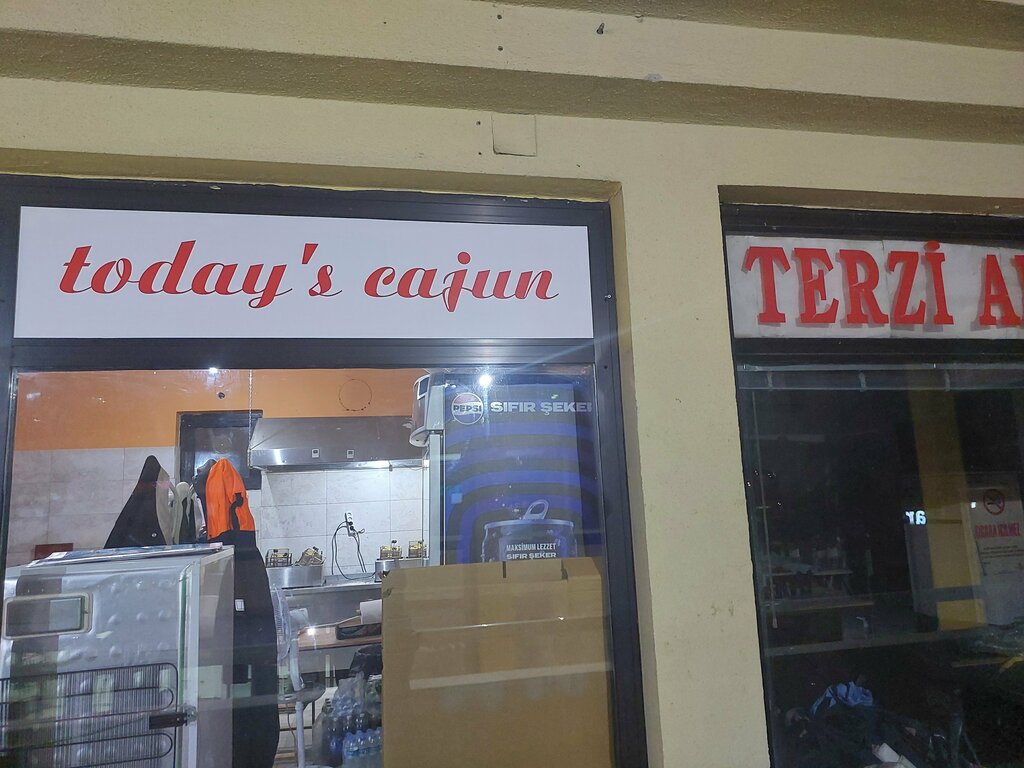 today's cajun
TERZİ
PEPSI
SIFIR ŞEKER
MAKSİMUM LEZZET
SIFIR ŞEKER